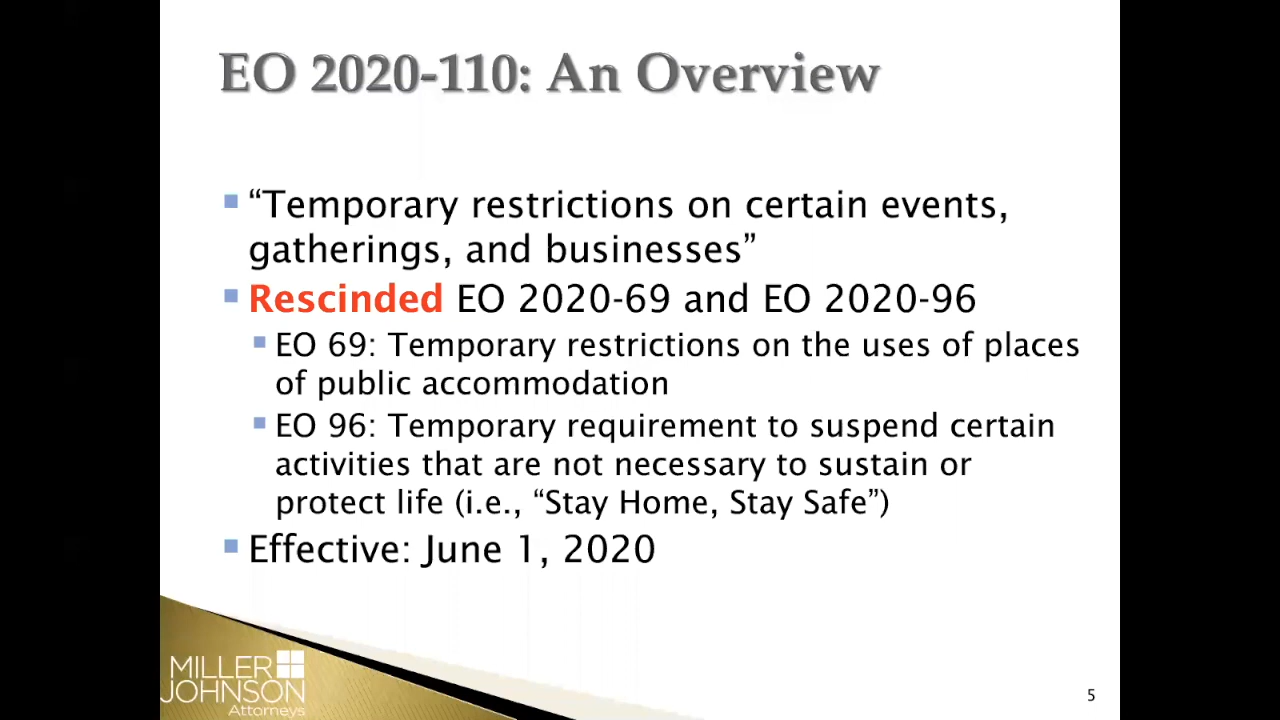 EO 2020-110: An Overview
“Temporary restrictions on certain events,
gatherings, and businesses”
Rescinded EO 2020-69 and EO 2020-96
EO 69: Temporary restrictions on the uses of places
of public accommodation
EO 96: Temporary requirement to suspend certain
activities that are not necessary to sustain or
protect life (i.e., “Stay Home, Stay Safe”)
Effective: June 1, 2020
MILLER
JOHNSON
Attorneys
5